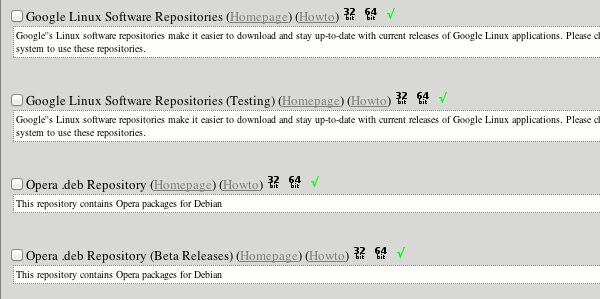 Google Linux Software Repositories (Homepage) (Howto) 32 bit 64 bit √
Google"s Linux software repositories make it easier to download and stay up-to-date with current releases of Google Linux applications. Please
system to use these repositories.
Google Linux Software Repositories (Testing) (Homepage) (Howto) 32 bit 64 bit √
Google"s Linux software repositories make it easier to download and stay up-to-date with current releases of Google Linux applications. Please
system to use these repositories.
Opera .deb Repository (Homepage) (Howto) 32 bit 64 bit √
This repository contains Opera packages for Debian
Opera .deb Repository (Beta Releases) (Homepage) (Howto) 32 bit 64 bit √
This repository contains Opera packages for Debian